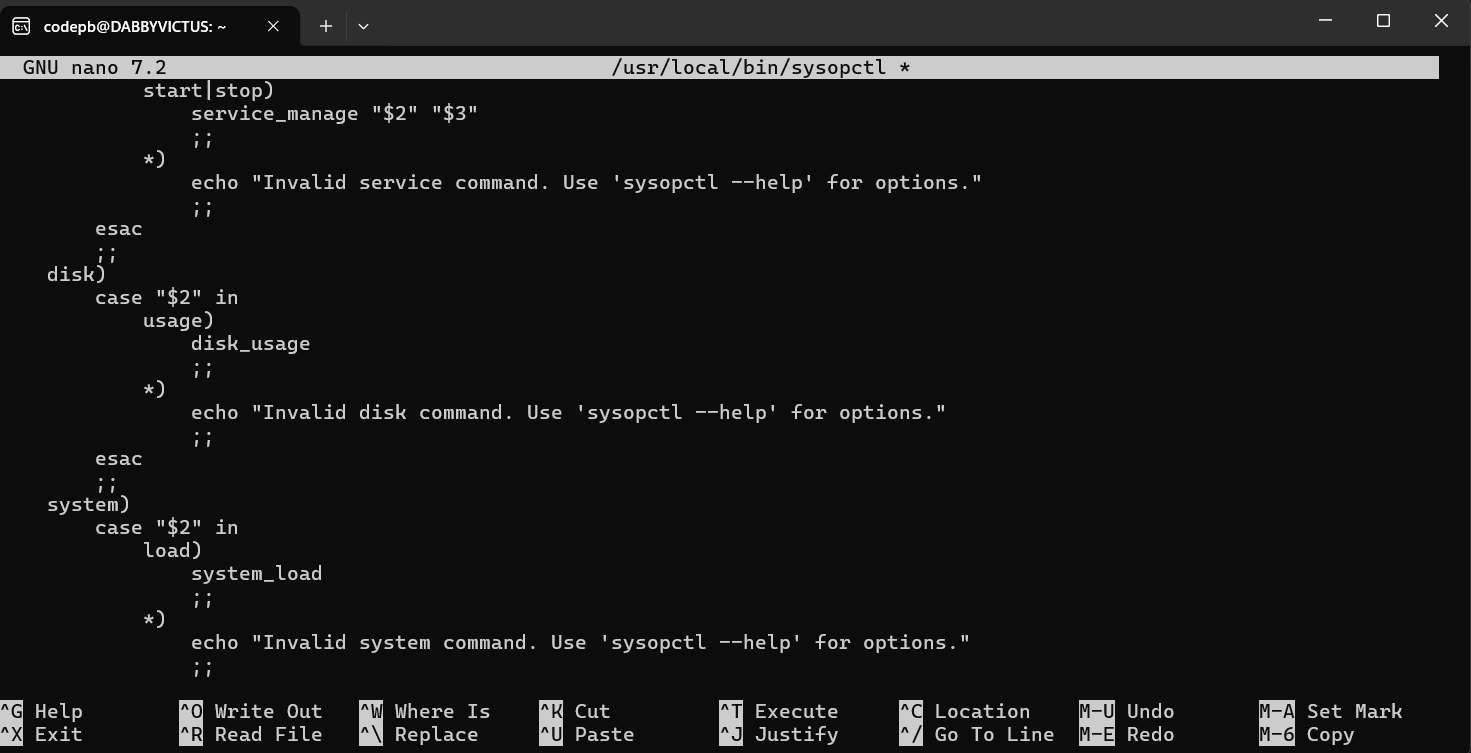 codepb@DABBYVICTUS: ~
GNU nano 7.2 /usr/local/bin/sysopctl *
            start|stop)
                service_manage "$2" "$3"
                ;;
            *)
                echo "Invalid service command. Use 'sysopctl --help' for options."
                ;;
        esac
        ;;
    disk)
        case "$2" in
            usage)
                disk_usage
                ;;
            *)
                echo "Invalid disk command. Use 'sysopctl --help' for options."
                ;;
        esac
        ;;
    system)
        case "$2" in
            load)
                system_load
                ;;
            *)
                echo "Invalid system command. Use 'sysopctl --help' for options."
                ;;
^G Help ^O Write Out ^W Where Is ^K Cut ^T Execute ^C Location M-U Undo M-A Set Mark
^X Exit ^R Read File ^\ Replace ^U Paste ^J Justify ^/ Go To Line M-E Redo M-6 Copy